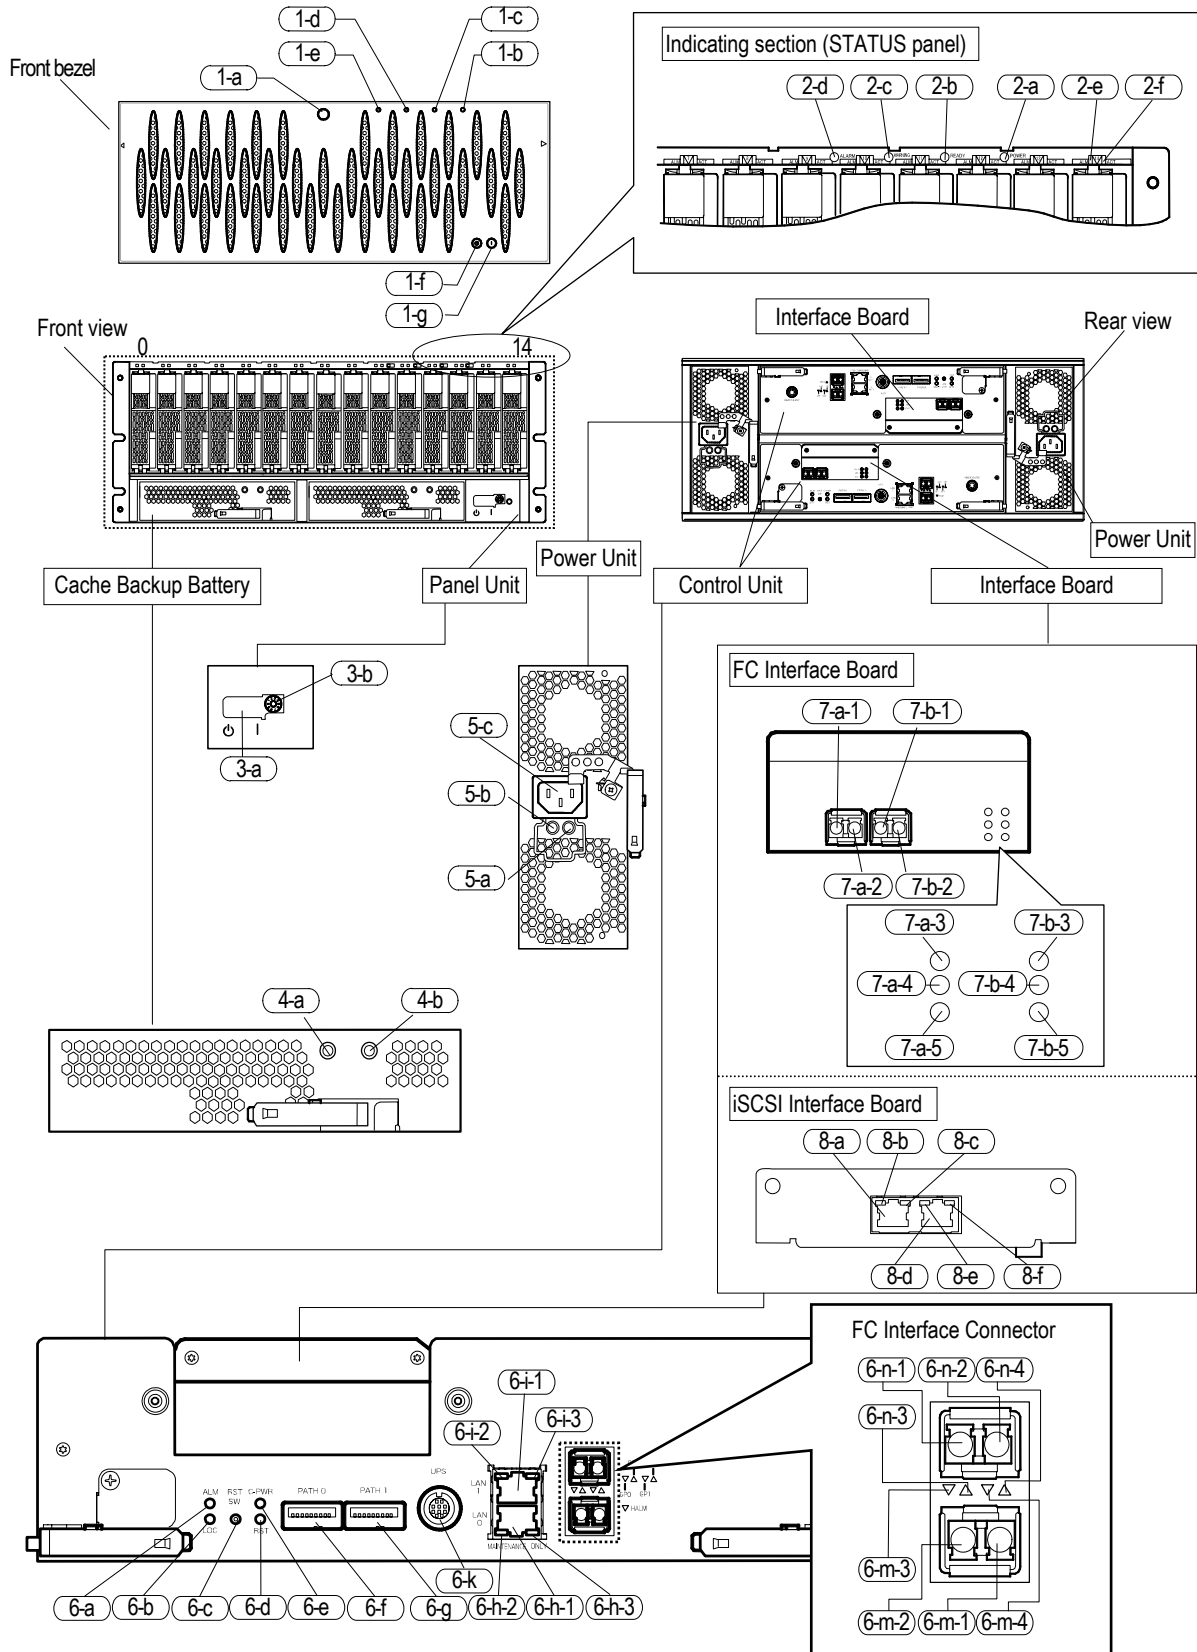 1-d
1-c
1-e
1-b
Front bezel
1-a
1-f
1-g
Indicating section (STATUS panel)
2-d
2-c
2-b
2-a
2-e
2-f
ALARM
WARNING
READY
POWER
Front view
0
14
Interface Board
Rear view
Cache Backup Battery
Panel Unit
Power Unit
Control Unit
Interface Board
Power Unit
3-b
3-a
5-c
5-b
5-a
4-a
4-b
FC Interface Board
7-a-1
7-b-1
7-a-2
7-b-2
7-a-3
7-b-3
7-a-4
7-b-4
7-a-5
7-b-5
iSCSI Interface Board
8-a
8-b
8-c
8-d
8-e
8-f
6-i-1
6-i-2
6-i-3
ALM
RST SW
C-PWR
LOC
RST
PATH 0
PATH 1
UPS
LAN 1
LAN 0
MAINTENANCE ONLY
HALM
6-k
6-a
6-b
6-c
6-d
6-e
6-f
6-g
6-h-2
6-h-1
6-h-3
FC Interface Connector
6-n-1
6-n-2
6-n-4
6-n-3
6-m-3
6-m-2
6-m-1
6-m-4